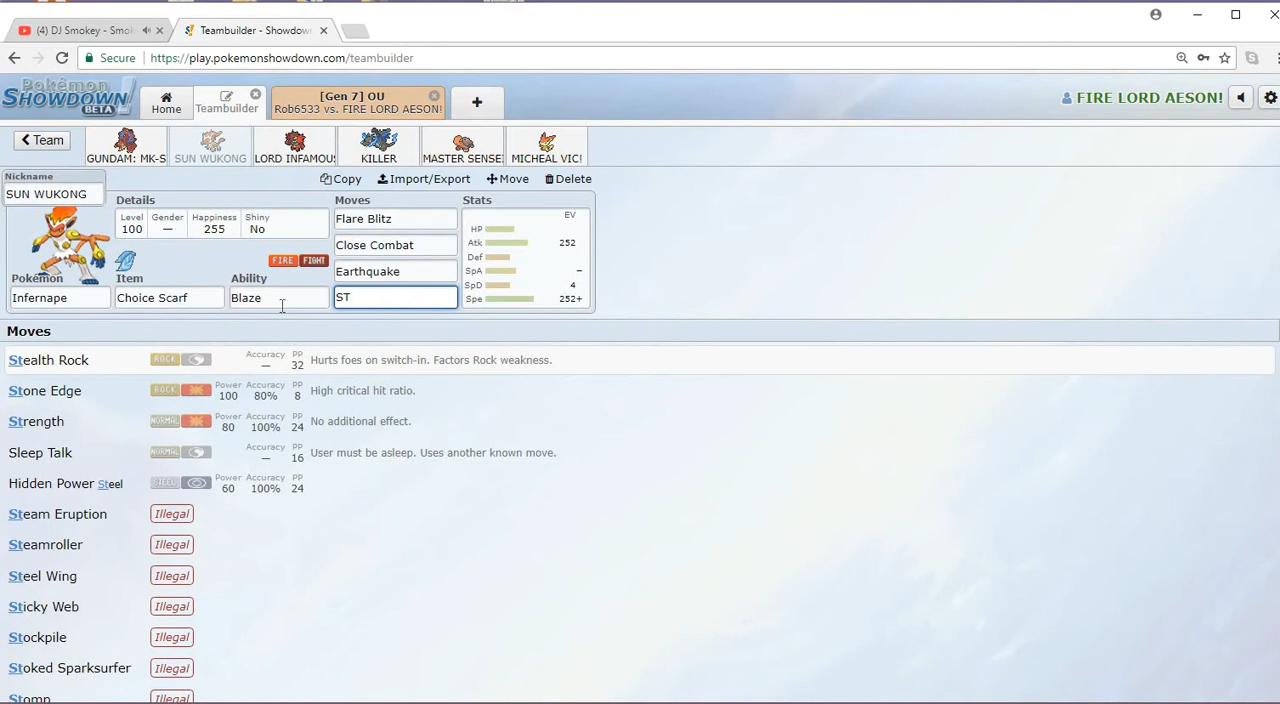 (4) DJ Smokey - Smok
Teambuilder - Showdow
Secure
https://play.pokemonshowdown.com/teambuilder
Pokémon
SHOWDOWN
BETA
Home
Teambuilder
[Gen 7] OU
Rob6533 vs. FIRE LORD AESON!
+
FIRE LORD AESON!
Team
GUNDAM: MK-S
SUN WUKONG
LORD INFAMOU
KILLER
MASTER SENSE
MICHEAL VIC!
Nickname
SUN WUKONG
Copy
Import/Export
Move
Delete
Details
Moves
Stats
Level
Gender
Happiness
Shiny
100
—
255
No
Flare Blitz
Close Combat
Earthquake
ST
EV
HP
Atk
252
Def
SpA
–
SpD
4
Spe
252+
FIRE
FIGHT
Pokémon
Item
Ability
Infernape
Choice Scarf
Blaze
Moves
Stealth Rock ROCK Accuracy — PP 32 Hurts foes on switch-in. Factors Rock weakness.
Stone Edge ROCK Power 100 Accuracy 80% PP 8 High critical hit ratio.
Strength NORMAL Power 80 Accuracy 100% PP 24 No additional effect.
Sleep Talk NORMAL Accuracy — PP 16 User must be asleep. Uses another known move.
Hidden Power Steel STEEL Power 60 Accuracy 100% PP 24
Steam Eruption Illegal
Steamroller Illegal
Steel Wing Illegal
Sticky Web Illegal
Stockpile Illegal
Stoked Sparksurfer Illegal
Stomp Illegal